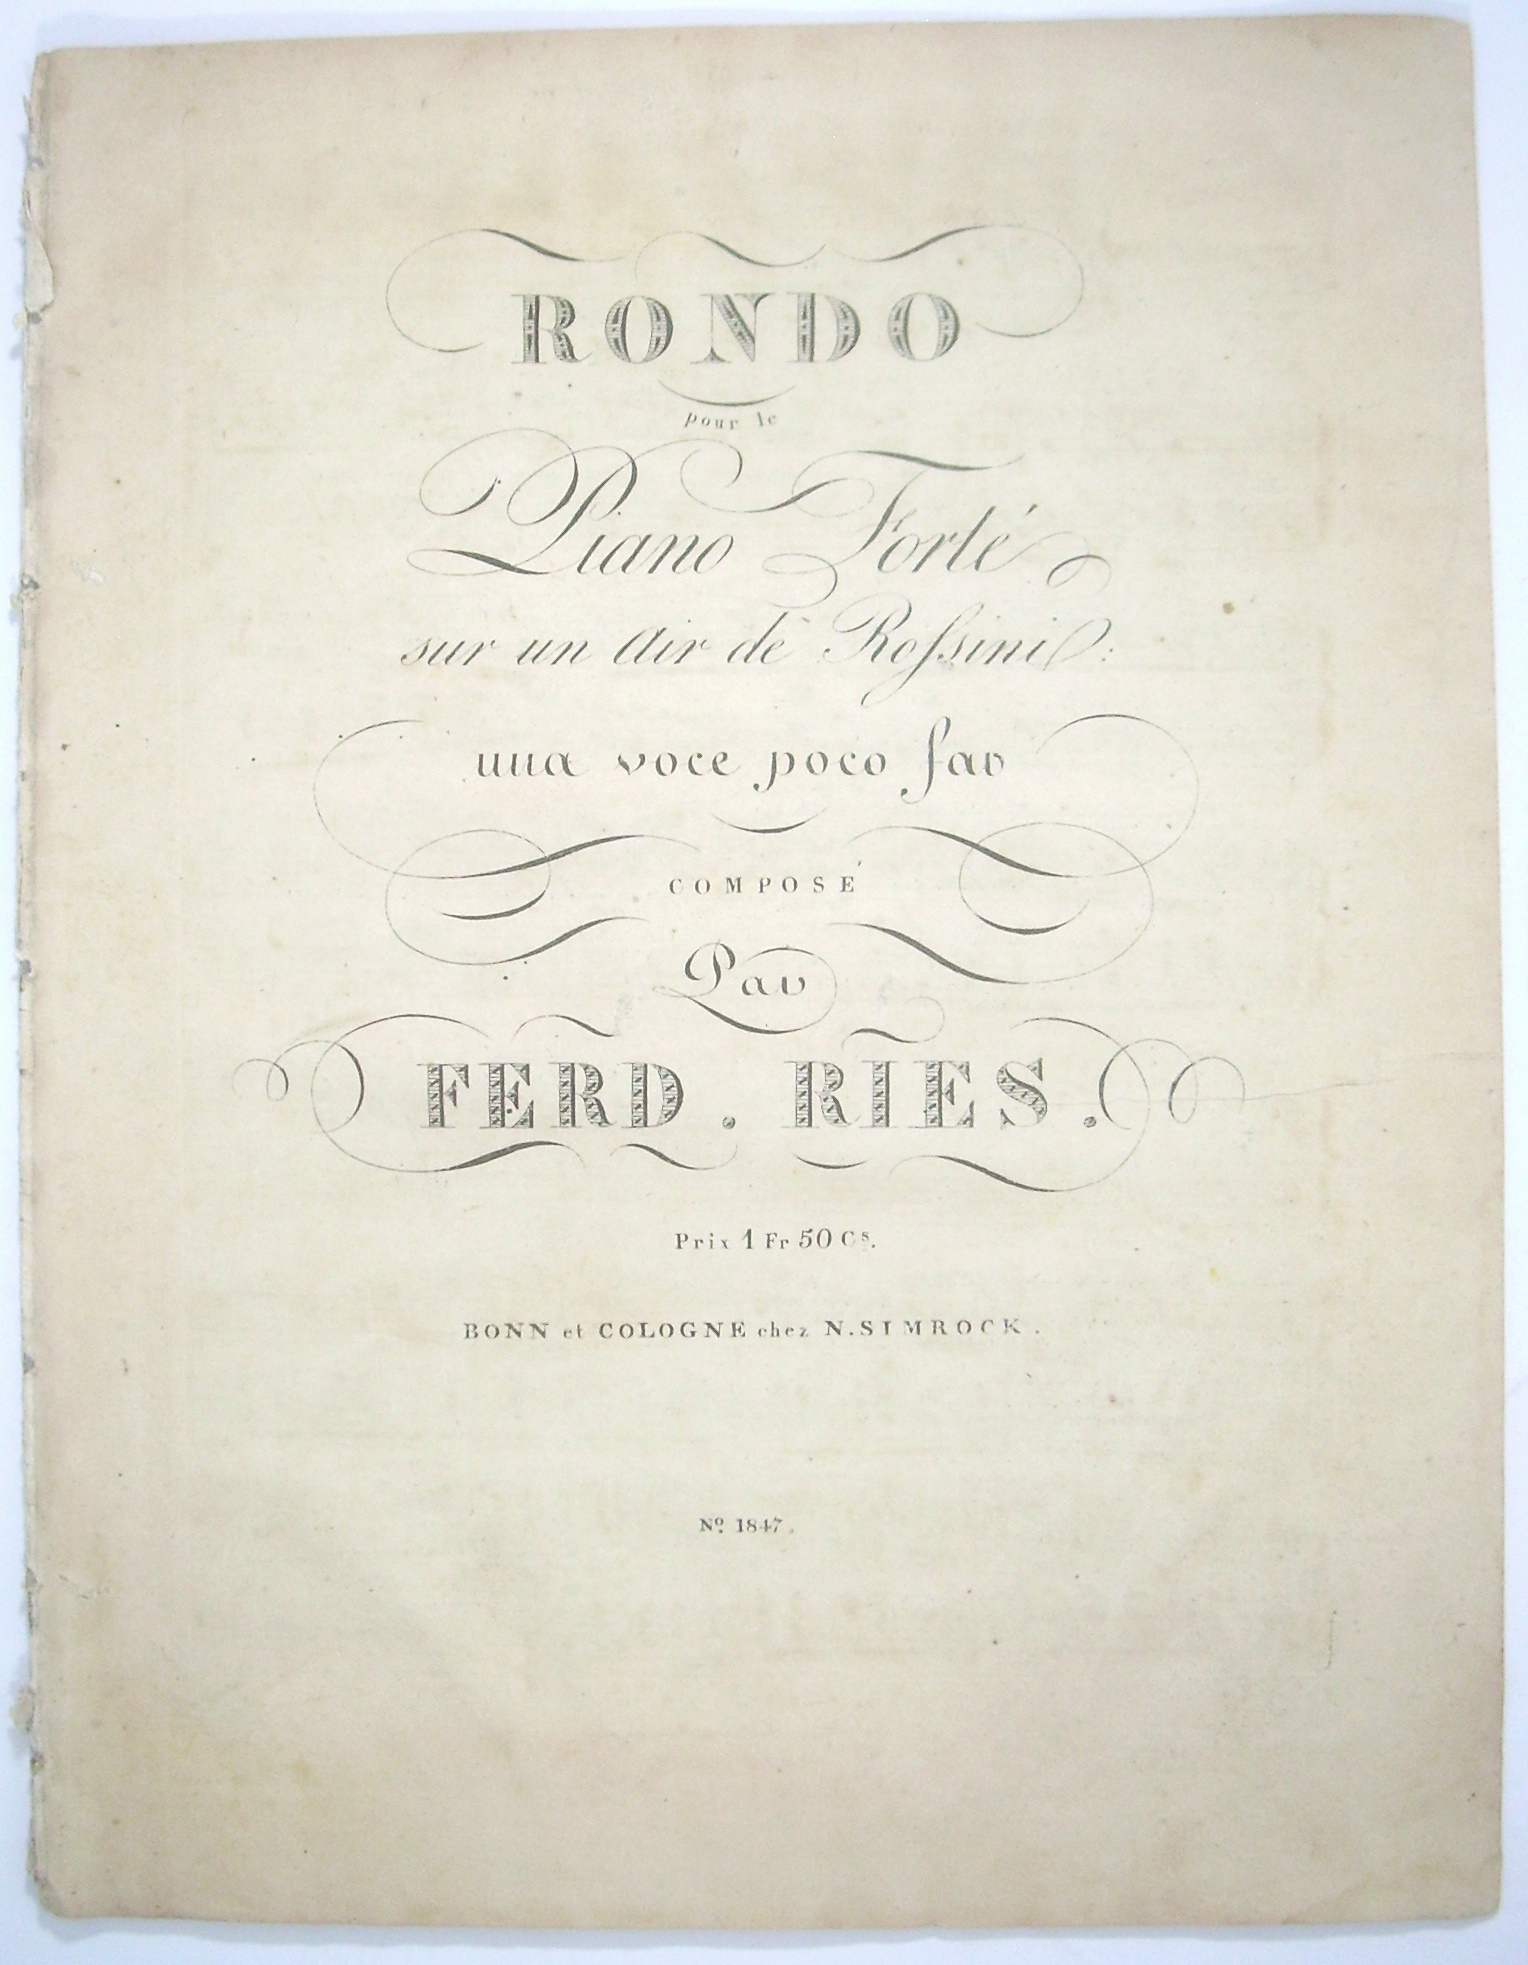 RONDO
pour le
Piano Forté
sur un Air de Roſsini:
una voce poco far
COMPOSÉ
Par
FERD. RIES.
Prix 1 Fr 50 Cs.
BONN et COLOGNE chez N. SIMROCK.
No. 1847.